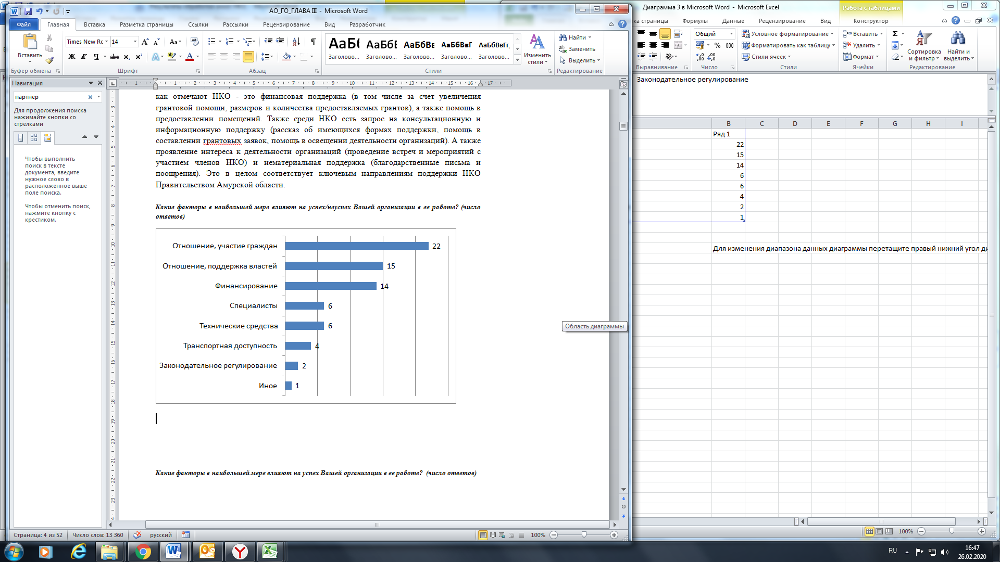 АО_ГО_ГЛАВА III - Microsoft Word
Файл Главная Вставка Разметка страницы Ссылки Рассылки Рецензирование Вид Разработчик
Times New Ro 14
Вставить
Буфер обмена Шрифт Абзац Стили Редактирование
АаБб АаБбВ АаБбВв АаБбВвГ АаБбВвГг,
Заголово... Заголово... Заголово... Заголово... Заголово...
Изменить стили
Найти
Заменить
Выделить
Навигация
партнер
Для продолжения поиска
нажимайте кнопки со
стрелками
Чтобы выполнить
поиск в тексте
документа, введите
нужное слово в
расположенное выше
поле поиска.
Чтобы отменить поиск,
нажмите кнопку с
крестиком.
как отмечают НКО - это финансовая поддержка (в том числе за счет увеличения
грантовой помощи, размеров и количества предоставляемых грантов), а также помощь в
предоставлении помещений. Также среди НКО есть запрос на консультационную и
информационную поддержку (рассказ об имеющихся формах поддержки, помощь в
составлении грантовых заявок, помощь в освещении деятельности организаций). А также
проявление интереса к деятельности организаций (проведение встреч и мероприятий с
участием членов НКО) и нематериальная поддержка (благодарственные письма и
поощрения). Это в целом соответствует ключевым направлениям поддержки НКО
Правительством Амурской области.
Какие факторы в наибольшей мере влияют на успех/неуспех Вашей организации в ее работе? (число
ответов)
Отношение, участие граждан 22
Отношение, поддержка властей 15
Финансирование 14
Специалисты 6
Технические средства 6
Транспортная доступность 4
Законодательное регулирование 2
Иное 1
Область диаграммы
Какие факторы в наибольшей мере влияют на успех Вашей организации в ее работе? (число ответов)
Страница: 4 из 52 Число слов: 13 360 русский 100%
Диаграмма 3 в Microsoft Word - Microsoft Excel
Работа с таблицами
Формулы Данные Рецензирование Вид Конструктор
Общий
% 000
Условное форматирование
Форматировать как таблицу
Стили ячеек
Вставить
Удалить
Формат
Сортировка и фильтр
Найти и выделить
Выравнивание Число Стили Ячейки Редактирование
Законодательное регулирование
B C D E F G H I
Ряд 1
22
15
14
6
6
4
2
1
Для изменения диапазона данных диаграммы перетащите правый нижний угол ди
100%
RU 16:47
26.02.2020